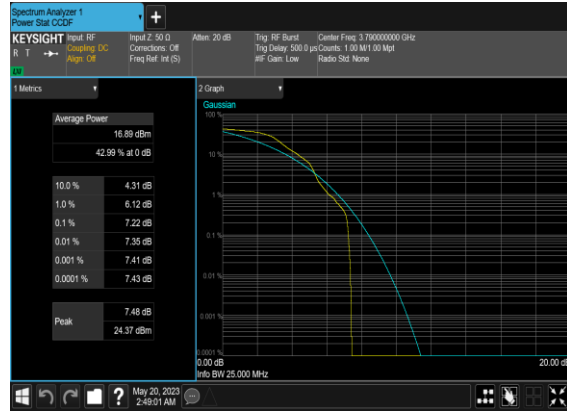 Spectrum Analyzer 1
Power Stat CCDF
+
KEYSIGHT
R T
LV
Input: RF
Coupling: DC
Align: Off
Input Z: 50 Ω
Corrections: Off
Freq Ref: Int (S)
Atten: 20 dB
Trig: RF Burst
Trig Delay: 500.0 µs
#IF Gain: Low
Center Freq: 3.790000000 GHz
Counts: 1.00 M/1.00 Mpt
Radio Std: None
1 Metrics
Average Power
16.89 dBm
42.99 % at 0 dB
10.0 % 4.31 dB
1.0 % 6.12 dB
0.1 % 7.22 dB
0.01 % 7.35 dB
0.001 % 7.41 dB
0.0001 % 7.43 dB
Peak
7.48 dB
24.37 dBm
2 Graph
Gaussian
100 %
10 %
1 %
0.1 %
0.01 %
0.001 %
0.0001 %
0.00 dB
20.00 dB
Info BW 25.000 MHz
?
May 20, 2023
2:49:01 AM